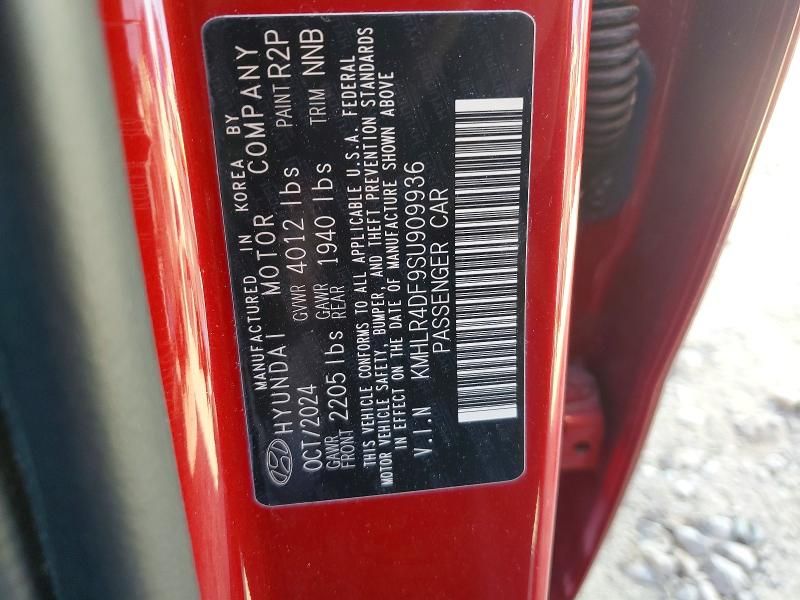 MANUFACTURED IN KOREA BY
HYUNDAI MOTOR COMPANY
OCT/2024 GVWR 4012 lbs PAINT R2P
GAWR FRONT 2205 lbs GAWR REAR 1940 lbs TRIM NNB
THIS VEHICLE CONFORMS TO ALL APPLICABLE U.S.A. FEDERAL
MOTOR VEHICLE SAFETY, BUMPER, AND THEFT PREVENTION STANDARDS
IN EFFECT ON THE DATE OF MANUFACTURE SHOWN ABOVE
V.I.N KMHLR4DF9SU909936
PASSENGER CAR